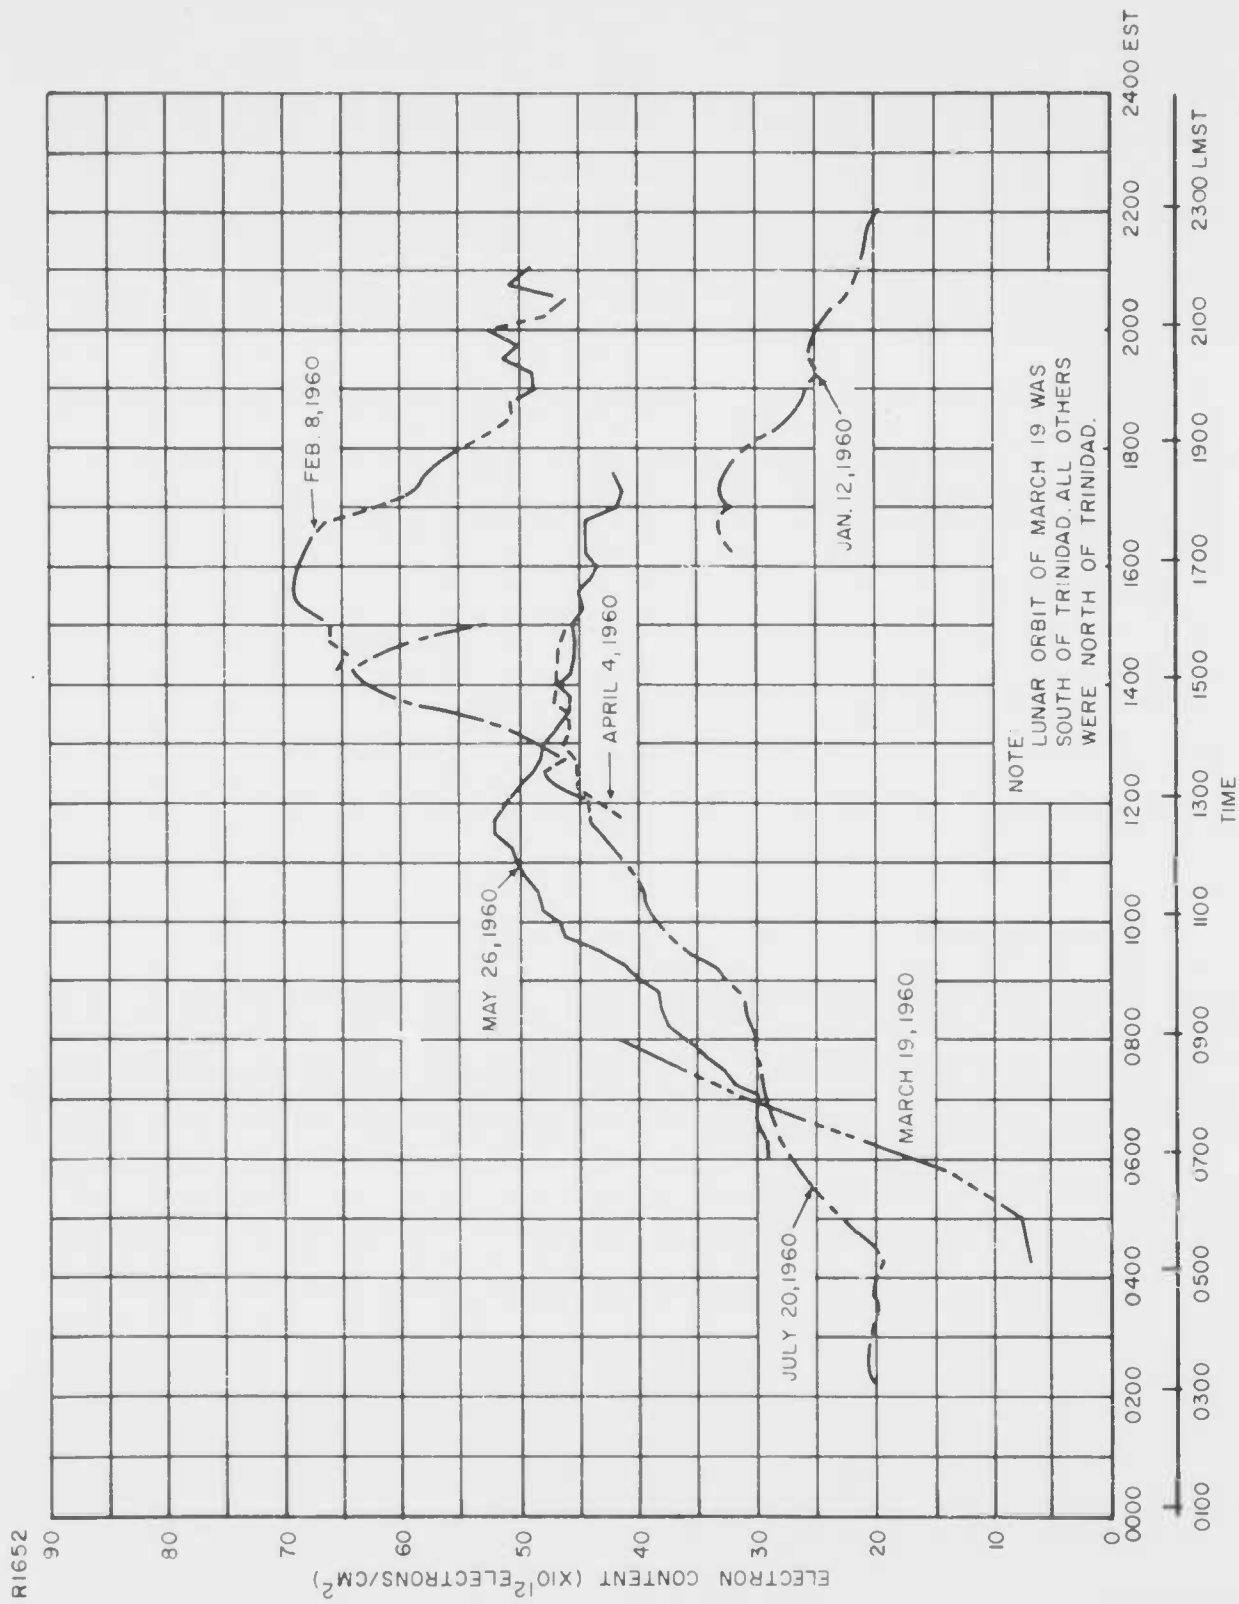 R1652
90
80
70
60
50
40
30
20
10
0
ELECTRON CONTENT (X10¹² ELECTRONS/CM²)
FEB. 8, 1960
MAY 26, 1960
APRIL 4, 1960
JULY 20, 1960
MARCH 19, 1960
JAN. 12, 1960
NOTE:
LUNAR ORBIT OF MARCH 19 WAS
SOUTH OF TRINIDAD. ALL OTHERS
WERE NORTH OF TRINIDAD.
0000 0200 0400 0600 0800 1000 1200 1400 1600 1800 2000 2200 2400 EST
0100 0300 0500 0700 0900 1100 1300 1500 1700 1900 2100 2300 LMST
TIME